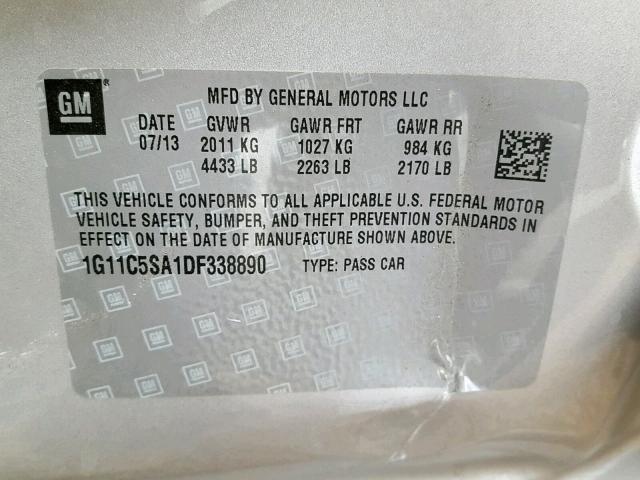 GM
MFD BY GENERAL MOTORS LLC
DATE GVWR GAWR FRT GAWR RR
07/13 2011 KG 1027 KG 984 KG
4433 LB 2263 LB 2170 LB
THIS VEHICLE CONFORMS TO ALL APPLICABLE U.S. FEDERAL MOTOR
VEHICLE SAFETY, BUMPER, AND THEFT PREVENTION STANDARDS IN
EFFECT ON THE DATE OF MANUFACTURE SHOWN ABOVE.
1G11C5SA1DF338890 TYPE: PASS CAR